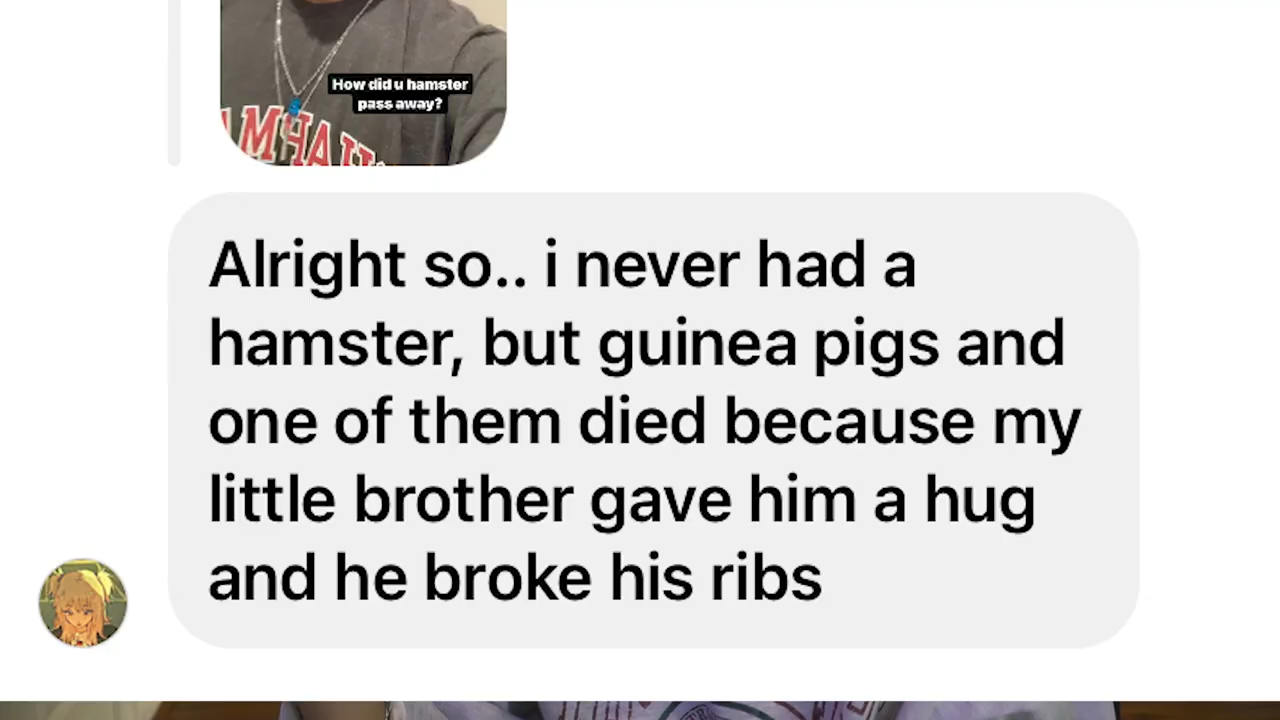 How did u hamster
pass away?
Alright so.. i never had a
hamster, but guinea pigs and
one of them died because my
little brother gave him a hug
and he broke his ribs